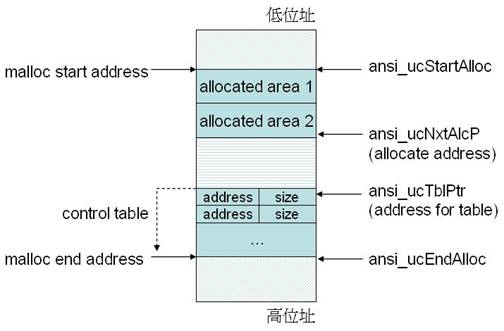 低位址
malloc start address
ansi_ucStartAlloc
allocated area 1
allocated area 2
ansi_ucNxtAlcP
(allocate address)
address size
ansi_ucTblPtr
(address for table)
address size
control table
...
malloc end address
ansi_ucEndAlloc
高位址